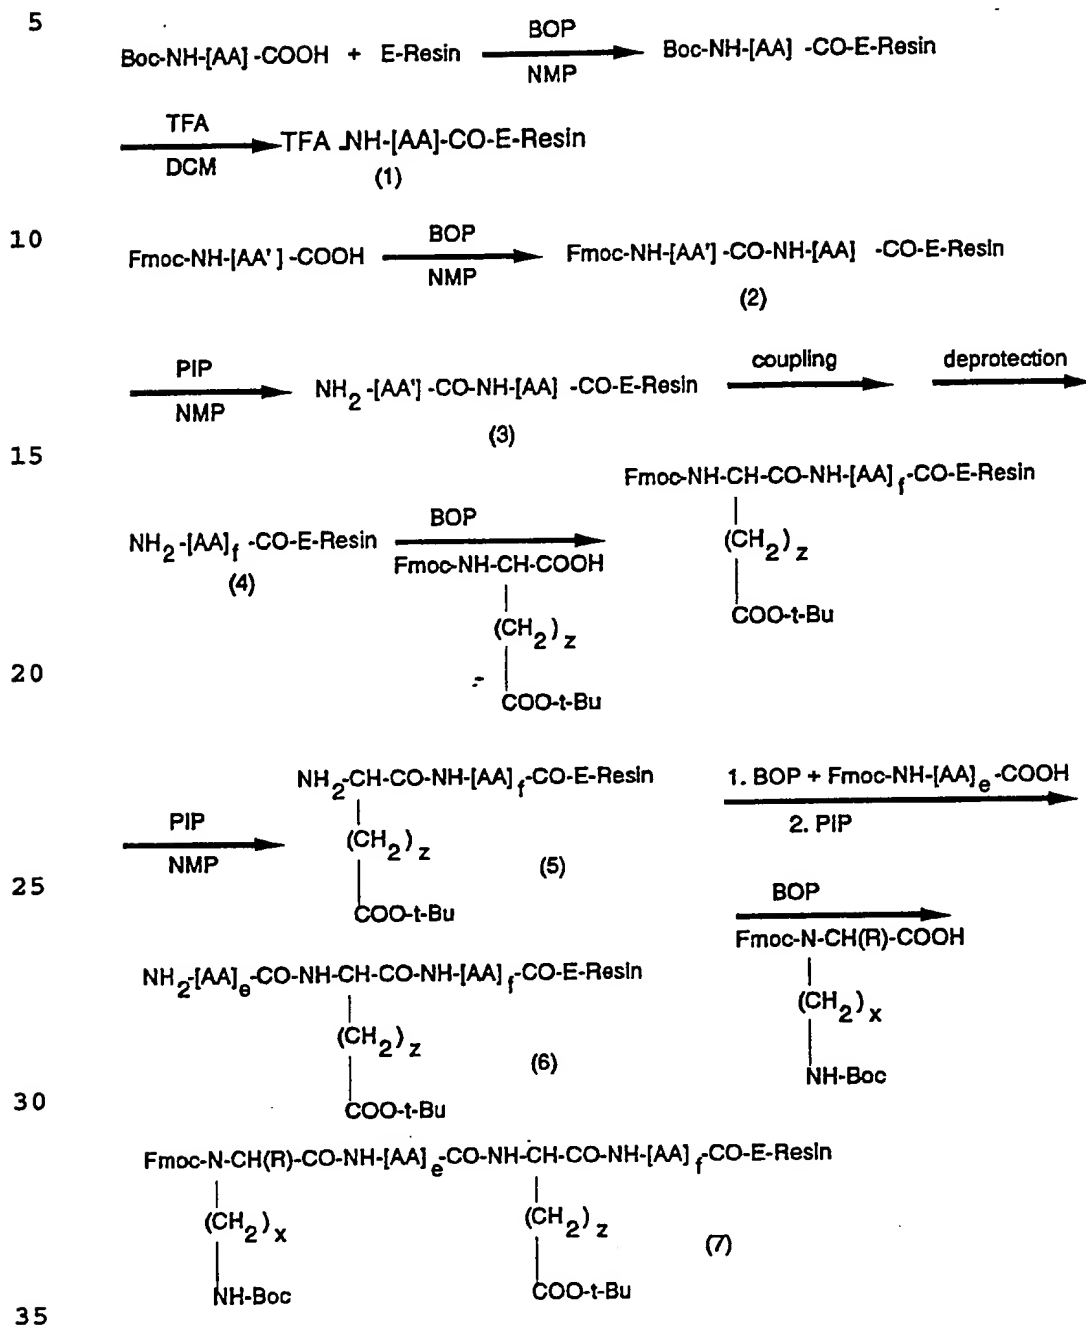 5
Boc-NH-[AA] -COOH + E-Resin BOP NMP Boc-NH-[AA] -CO-E-Resin
TFA DCM TFA .NH-[AA]-CO-E-Resin
(1)
10
Fmoc-NH-[AA' ] -COOH BOP NMP Fmoc-NH-[AA'] -CO-NH-[AA] -CO-E-Resin
(2)
PIP NMP NH2 -[AA'] -CO-NH-[AA] -CO-E-Resin coupling deprotection
(3)
15
Fmoc-NH-CH-CO-NH-[AA]f-CO-E-Resin
(CH2)z
COO-t-Bu
NH2 -[AA]f -CO-E-Resin BOP
(4)
Fmoc-NH-CH-COOH
(CH2)z
COO-t-Bu
20
NH2-CH-CO-NH-[AA]f-CO-E-Resin
PIP NMP
(CH2)z
COO-t-Bu
(5)
1. BOP + Fmoc-NH-[AA]e-COOH
2. PIP
25
BOP
Fmoc-N-CH(R)-COOH
(CH2)x
NH-Boc
NH2-[AA]e-CO-NH-CH-CO-NH-[AA]f-CO-E-Resin
(CH2)z
COO-t-Bu
(6)
30
Fmoc-N-CH(R)-CO-NH-[AA]e-CO-NH-CH-CO-NH-[AA]f-CO-E-Resin
(CH2)x (CH2)z
(7)
NH-Boc COO-t-Bu
35